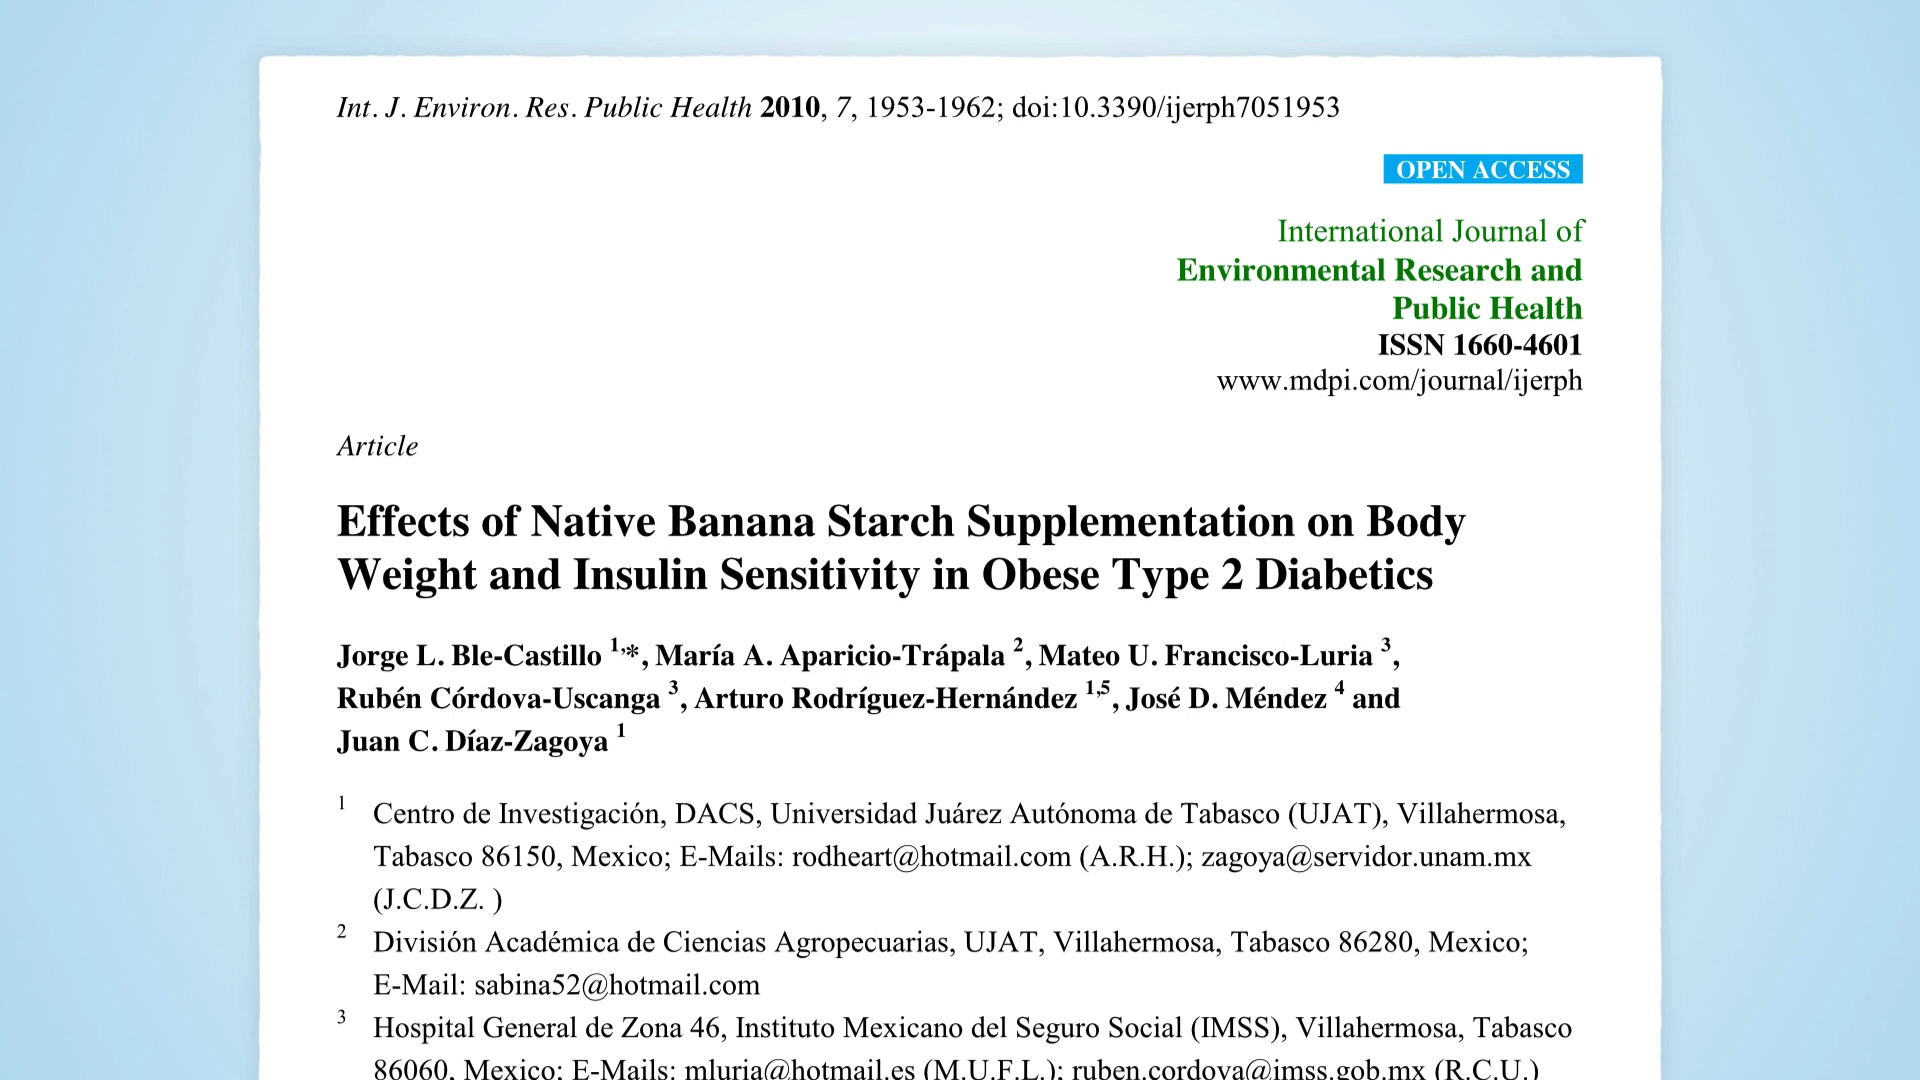 Int. J. Environ. Res. Public Health 2010, 7, 1953-1962; doi:10.3390/ijerph7051953
OPEN ACCESS
International Journal of
Environmental Research and
Public Health
ISSN 1660-4601
www.mdpi.com/journal/ijerph
Article
Effects of Native Banana Starch Supplementation on Body
Weight and Insulin Sensitivity in Obese Type 2 Diabetics
Jorge L. Ble-Castillo 1,*, María A. Aparicio-Trápala 2, Mateo U. Francisco-Luria 3,
Rubén Córdova-Uscanga 3, Arturo Rodríguez-Hernández 1,5, José D. Méndez 4 and
Juan C. Díaz-Zagoya 1
1 Centro de Investigación, DACS, Universidad Juárez Autónoma de Tabasco (UJAT), Villahermosa,
Tabasco 86150, Mexico; E-Mails: rodheart@hotmail.com (A.R.H.); zagoya@servidor.unam.mx
(J.C.D.Z. )
2 División Académica de Ciencias Agropecuarias, UJAT, Villahermosa, Tabasco 86280, Mexico;
E-Mail: sabina52@hotmail.com
3 Hospital General de Zona 46, Instituto Mexicano del Seguro Social (IMSS), Villahermosa, Tabasco
86060, Mexico; E-Mails: mluria@hotmail.es (M.U.F.L.); ruben.cordova@imss.gob.mx (R.C.U.)